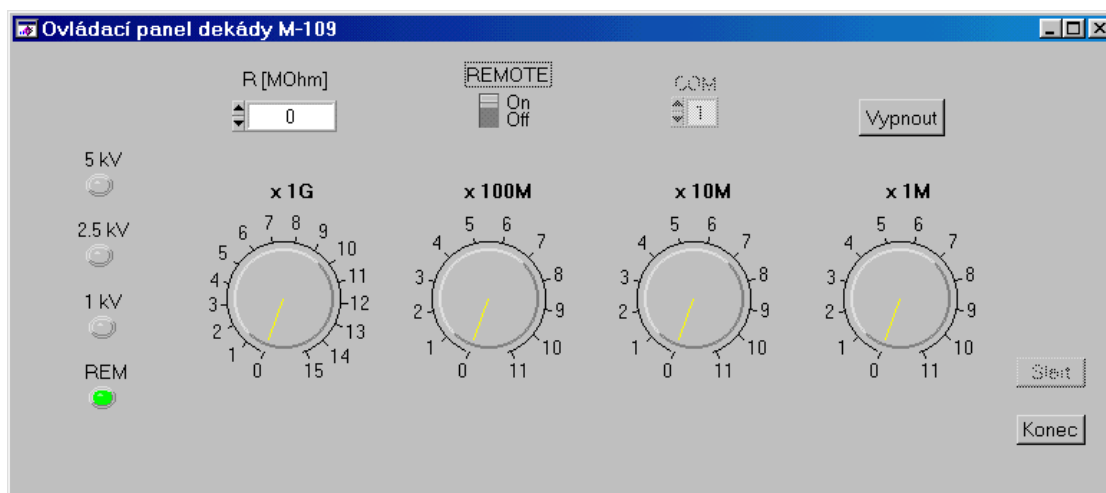 Ovládací panel dekády M-109
R [MOhm]
0
REMOTE
On
Off
COM
1
Vypnout
5 kV
2.5 kV
1 kV
REM
x 1G
0 1 2 3 4 5 6 7 8 9 10 11 12 13 14 15
x 100M
0 1 2 3 4 5 6 7 8 9 10 11
x 10M
0 1 2 3 4 5 6 7 8 9 10 11
x 1M
0 1 2 3 4 5 6 7 8 9 10 11
Start
Konec